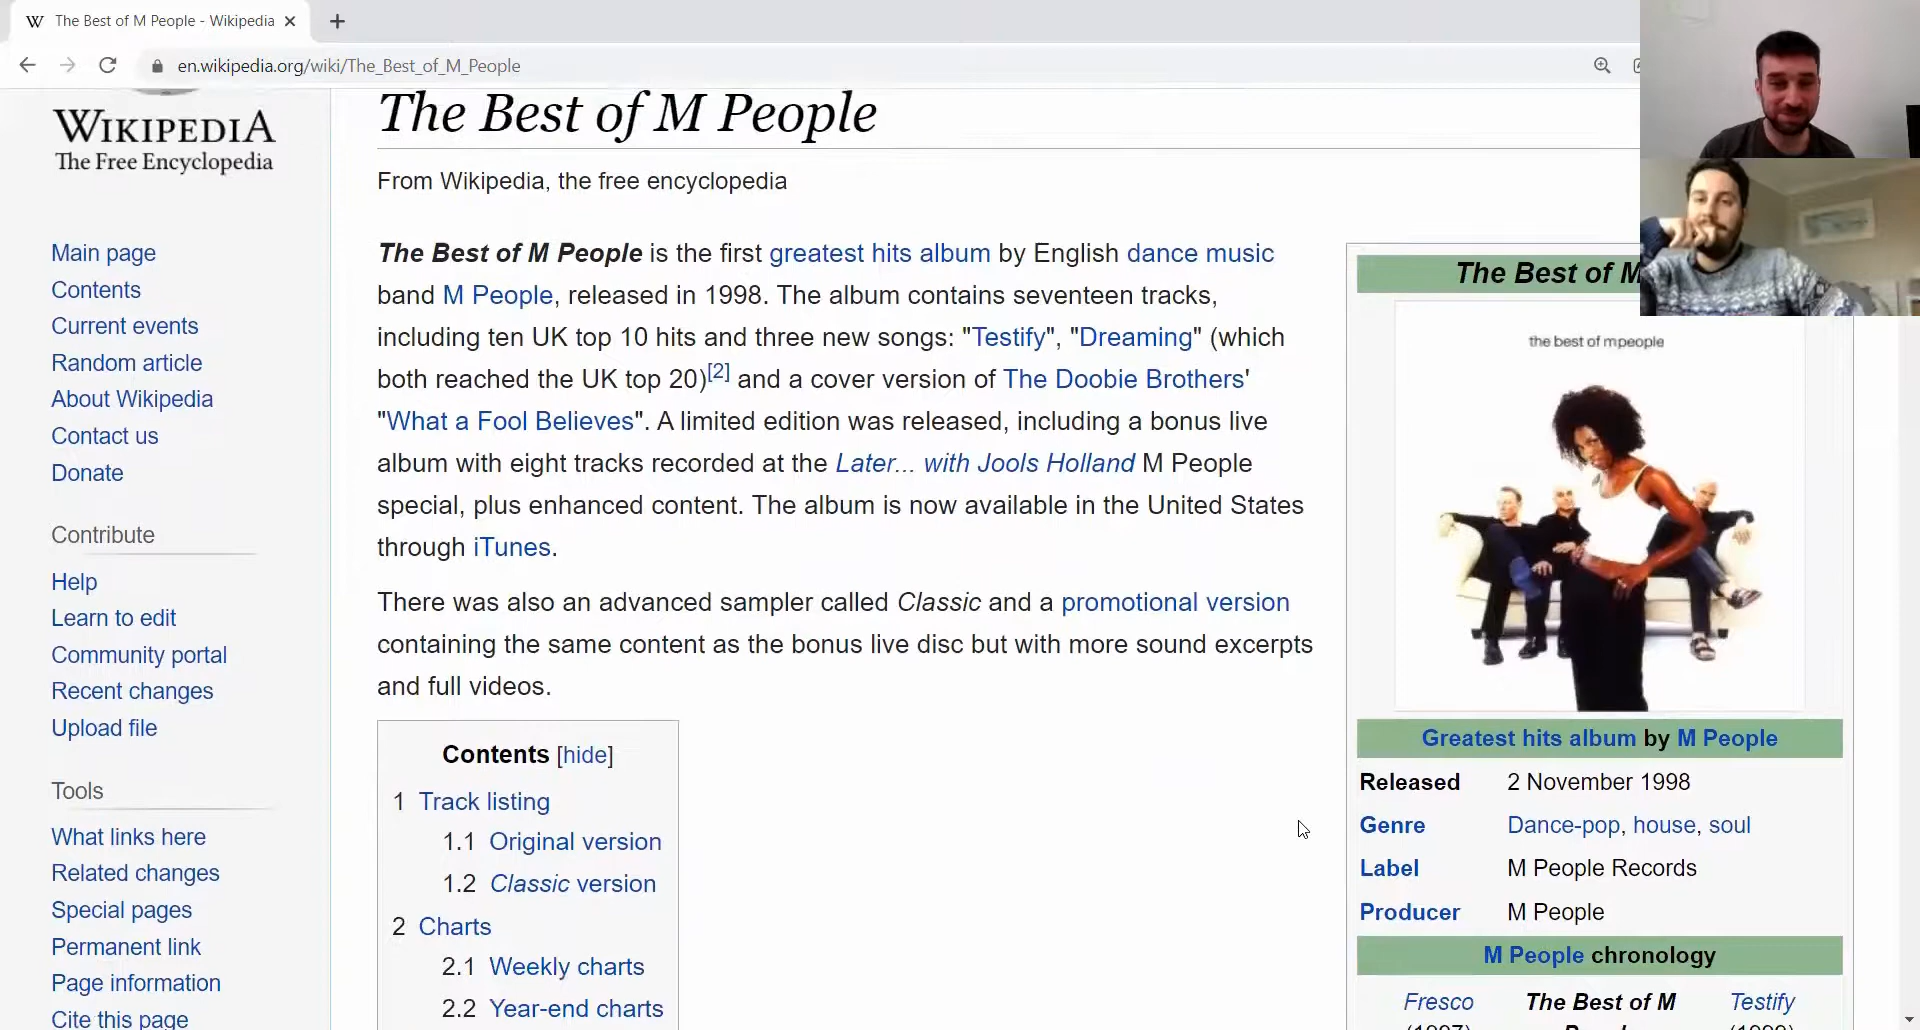 The Best of M People - Wikipedia
en.wikipedia.org/wiki/The_Best_of_M_People
WIKIPEDIA
The Free Encyclopedia
Main page
Contents
Current events
Random article
About Wikipedia
Contact us
Donate
Contribute
Help
Learn to edit
Community portal
Recent changes
Upload file
Tools
What links here
Related changes
Special pages
Permanent link
Page information
Cite this page
The Best of M People
From Wikipedia, the free encyclopedia
The Best of M People is the first greatest hits album by English dance music
band M People, released in 1998. The album contains seventeen tracks,
including ten UK top 10 hits and three new songs: "Testify", "Dreaming" (which
both reached the UK top 20)[2] and a cover version of The Doobie Brothers'
"What a Fool Believes". A limited edition was released, including a bonus live
album with eight tracks recorded at the Later... with Jools Holland M People
special, plus enhanced content. The album is now available in the United States
through iTunes.
There was also an advanced sampler called Classic and a promotional version
containing the same content as the bonus live disc but with more sound excerpts
and full videos.
Contents [hide]
1 Track listing
1.1 Original version
1.2 Classic version
2 Charts
2.1 Weekly charts
2.2 Year-end charts
The Best of M
the best of mpeople
Greatest hits album by M People
Released 2 November 1998
Genre Dance-pop, house, soul
Label M People Records
Producer M People
M People chronology
Fresco The Best of M Testify